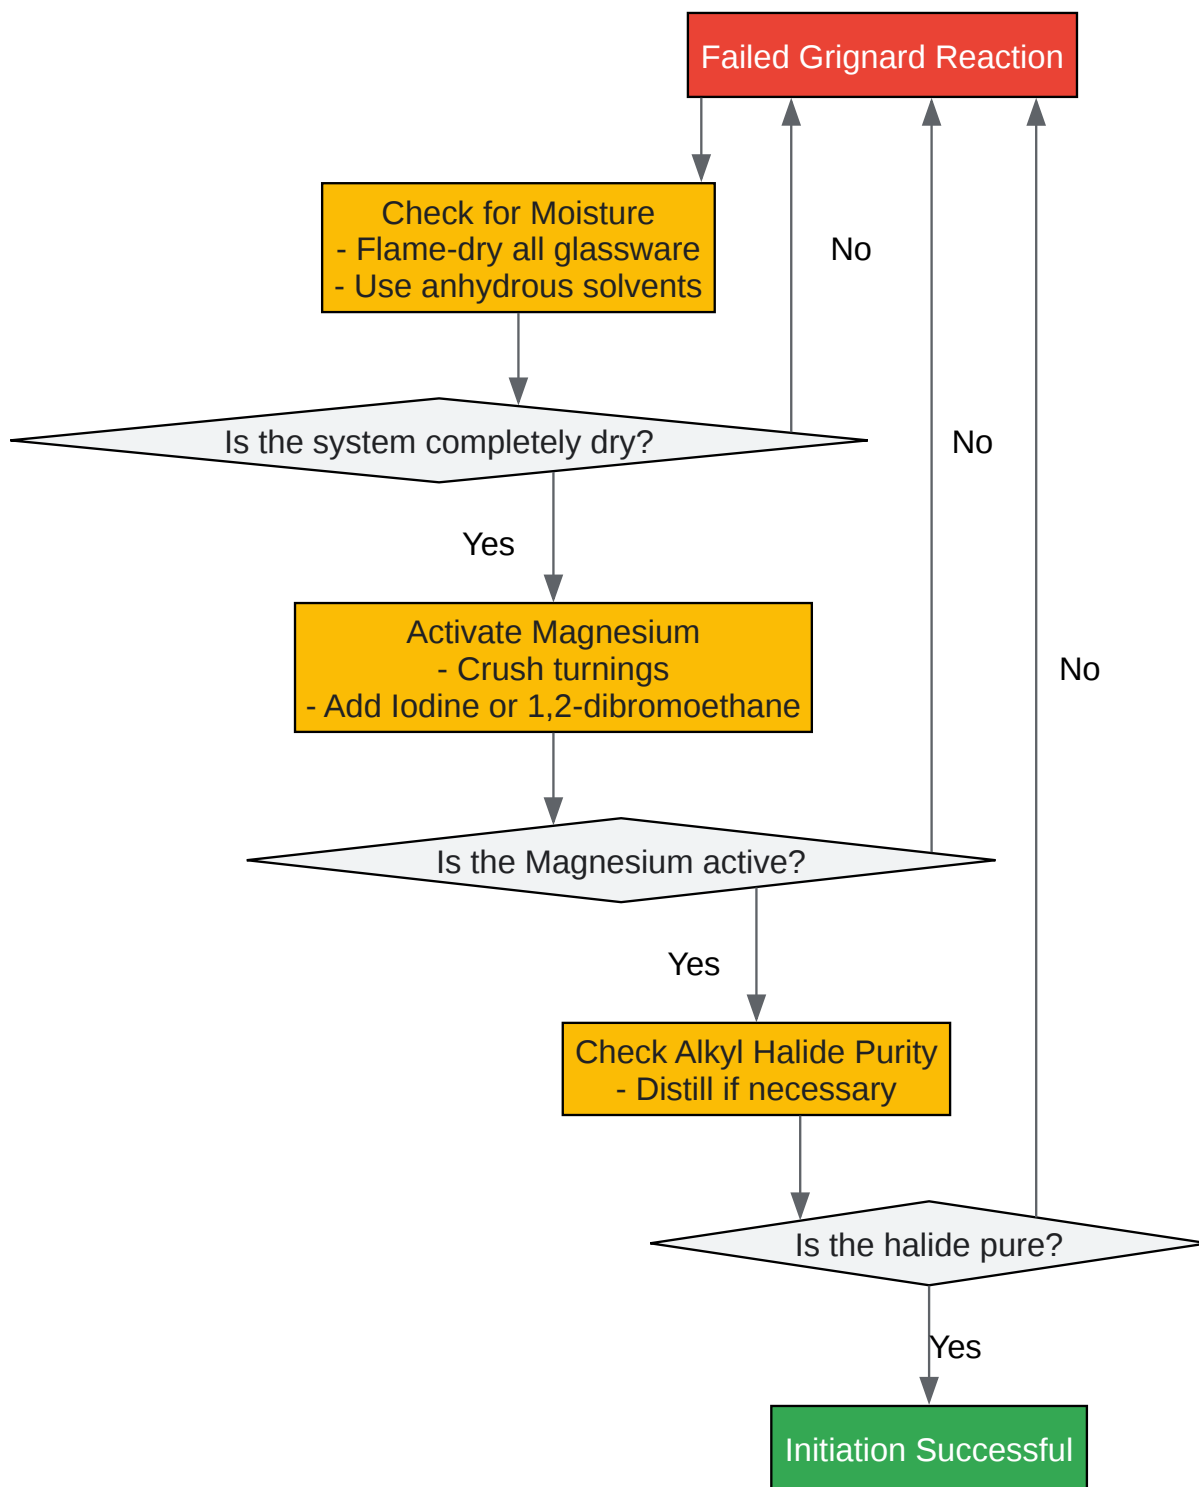 Failed Grignard Reaction
Check for Moisture
- Flame-dry all glassware
- Use anhydrous solvents
No
Is the system completely dry?
No
Yes
Activate Magnesium
- Crush turnings
- Add Iodine or 1,2-dibromoethane
No
Is the Magnesium active?
Yes
Check Alkyl Halide Purity
- Distill if necessary
Is the halide pure?
Yes
Initiation Successful